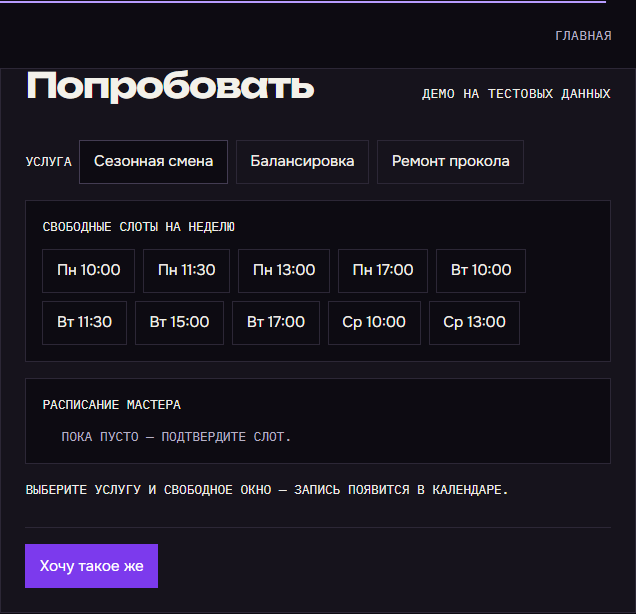 ГЛАВНАЯ
Попробовать
ДЕМО НА ТЕСТОВЫХ ДАННЫХ
УСЛУГА Сезонная смена Балансировка Ремонт прокола
СВОБОДНЫЕ СЛОТЫ НА НЕДЕЛЮ
Пн 10:00 Пн 11:30 Пн 13:00 Пн 17:00 Вт 10:00
Вт 11:30 Вт 15:00 Вт 17:00 Ср 10:00 Ср 13:00
РАСПИСАНИЕ МАСТЕРА
ПОКА ПУСТО — ПОДТВЕРДИТЕ СЛОТ.
ВЫБЕРИТЕ УСЛУГУ И СВОБОДНОЕ ОКНО — ЗАПИСЬ ПОЯВИТСЯ В КАЛЕНДАРЕ.
Хочу такое же